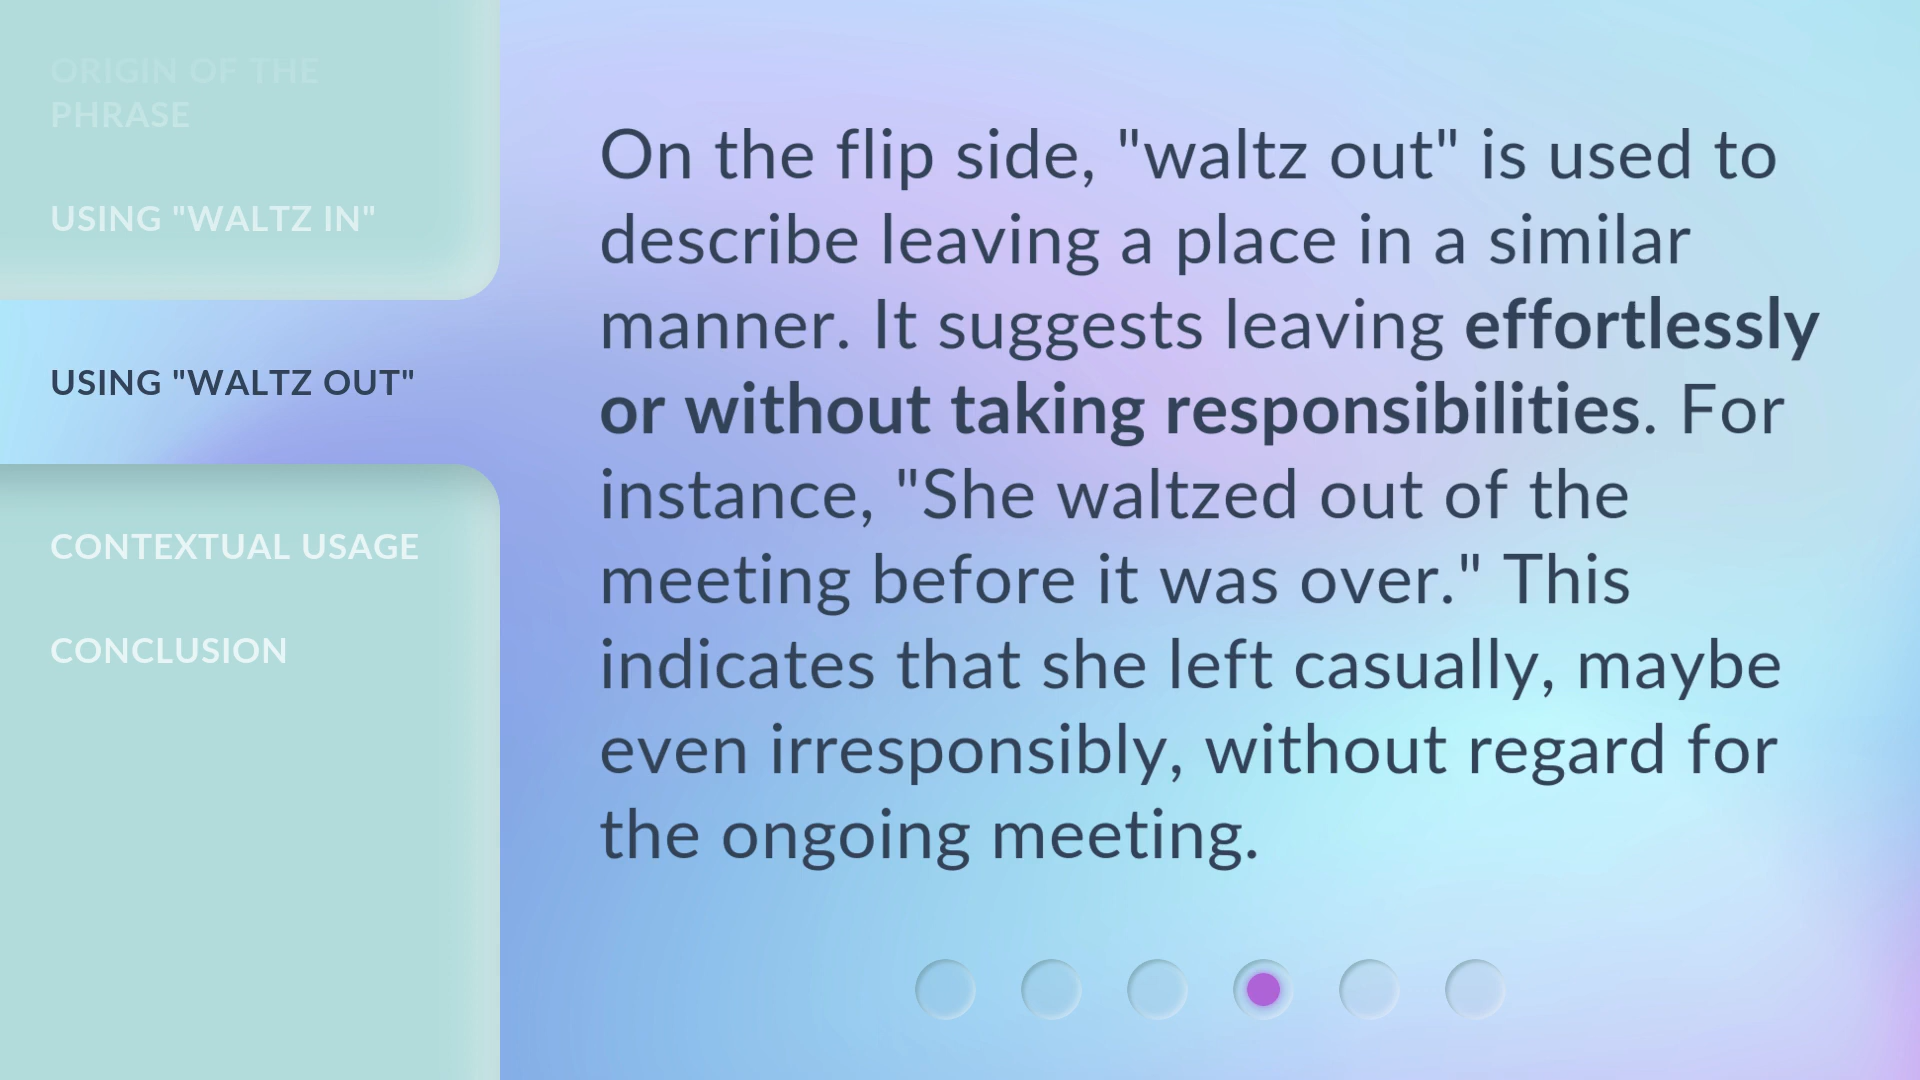 ORIGIN OF THE
PHRASE
USING "WALTZ IN"
USING "WALTZ OUT"
CONTEXTUAL USAGE
CONCLUSION
On the flip side, "waltz out" is used to
describe leaving a place in a similar
manner. It suggests leaving effortlessly
or without taking responsibilities. For
instance, "She waltzed out of the
meeting before it was over." This
indicates that she left casually, maybe
even irresponsibly, without regard for
the ongoing meeting.